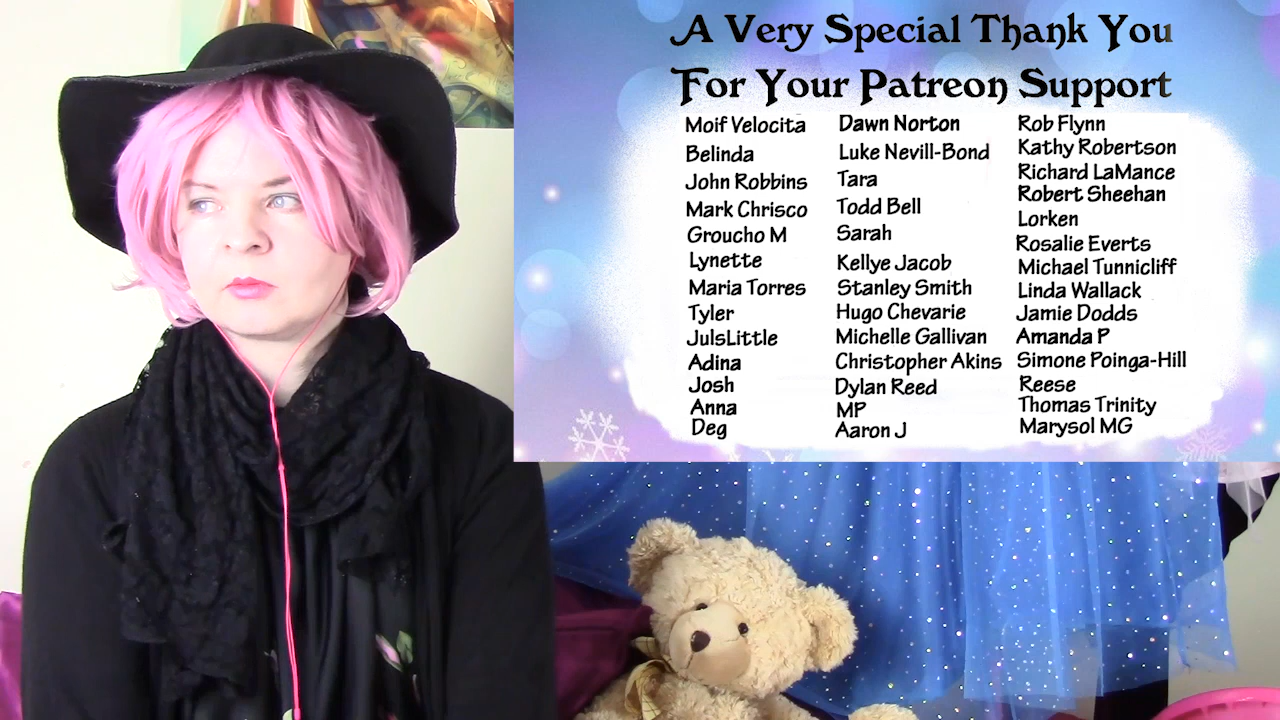 A Very Special Thank You
For Your Patreon Support
Moif Velocita
Belinda
John Robbins
Mark Chrisco
Groucho M
Lynette
Maria Torres
Tyler
JulsLittle
Adina
Josh
Anna
Deg
Dawn Norton
Luke Nevill-Bond
Tara
Todd Bell
Sarah
Kellye Jacob
Stanley Smith
Hugo Chevarie
Michelle Gallivan
Christopher Akins
Dylan Reed
MP
Aaron J
Rob Flynn
Kathy Robertson
Richard LaMance
Robert Sheehan
Lorken
Rosalie Everts
Michael Tunnicliff
Linda Wallack
Jamie Dodds
Amanda P
Simone Poinga-Hill
Reese
Thomas Trinity
Marysol MG